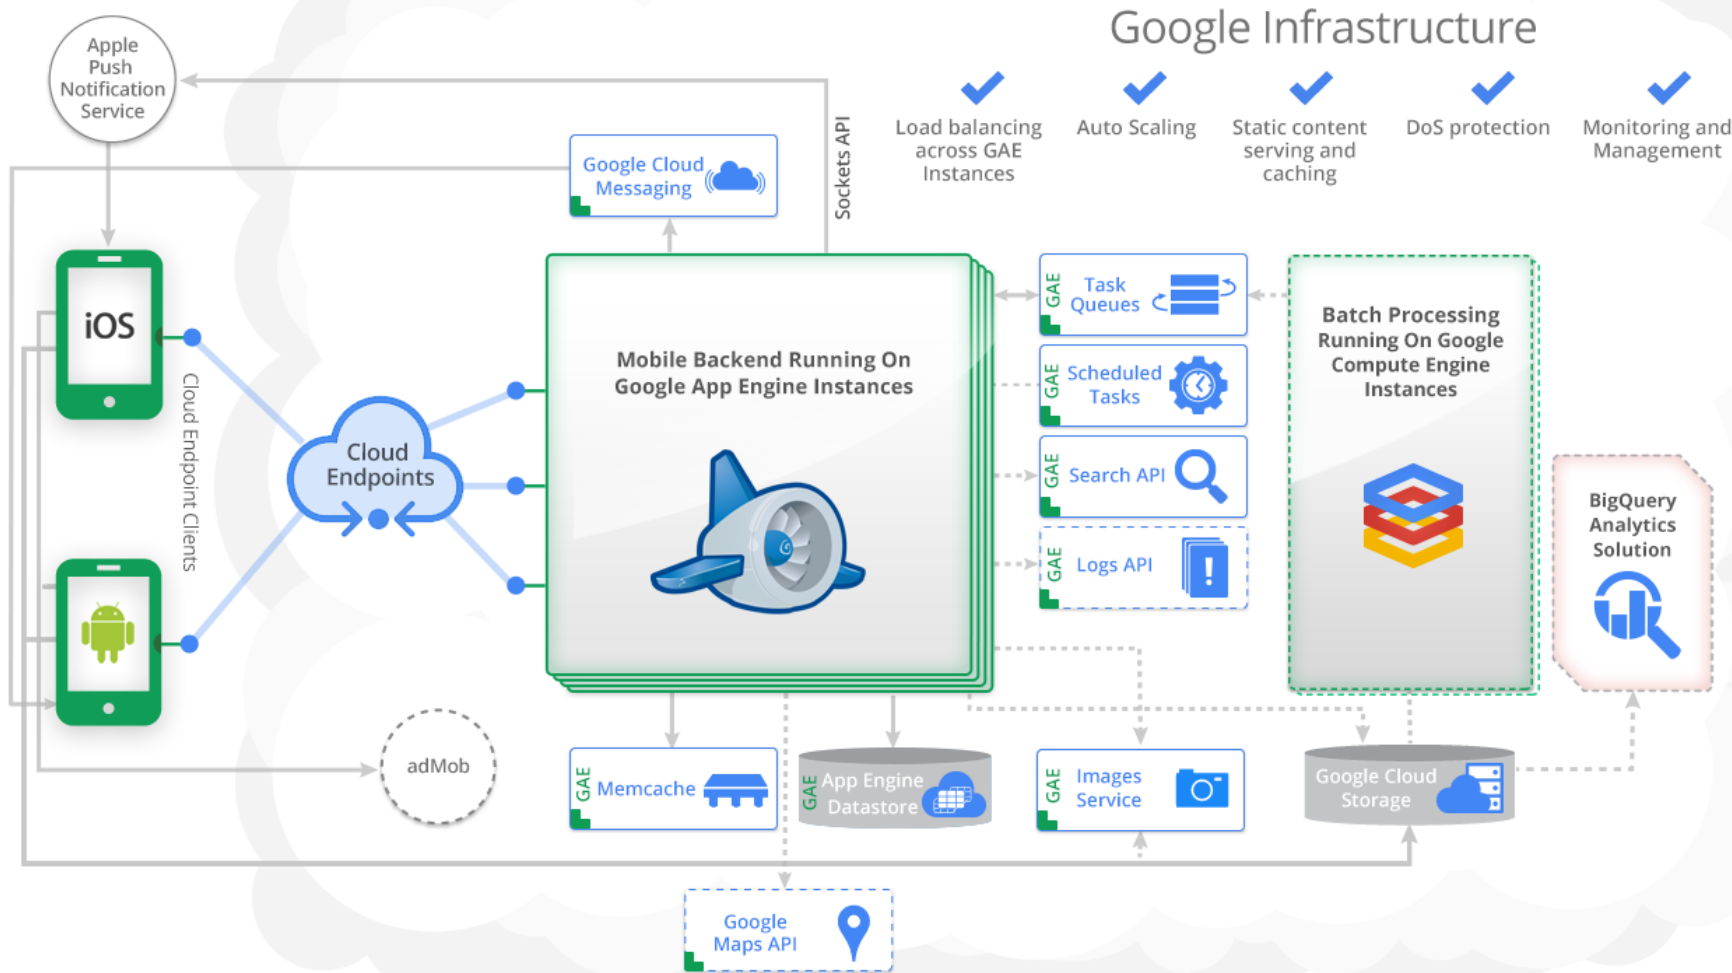 Google Infrastructure
Load balancing
across GAE
Instances
Auto Scaling
Static content
serving and
caching
DoS protection
Monitoring and
Management
Apple
Push
Notification
Service
Google Cloud
Messaging
Sockets API
iOS
Cloud Endpoint Clients
Cloud
Endpoints
Mobile Backend Running On
Google App Engine Instances
GAE
Task
Queues
GAE
Scheduled
Tasks
GAE
Search API
GAE
Logs API
Batch Processing
Running On Google
Compute Engine
Instances
BigQuery
Analytics
Solution
adMob
GAE
Memcache
GAE
App Engine
Datastore
GAE
Images
Service
Google Cloud
Storage
Google
Maps API